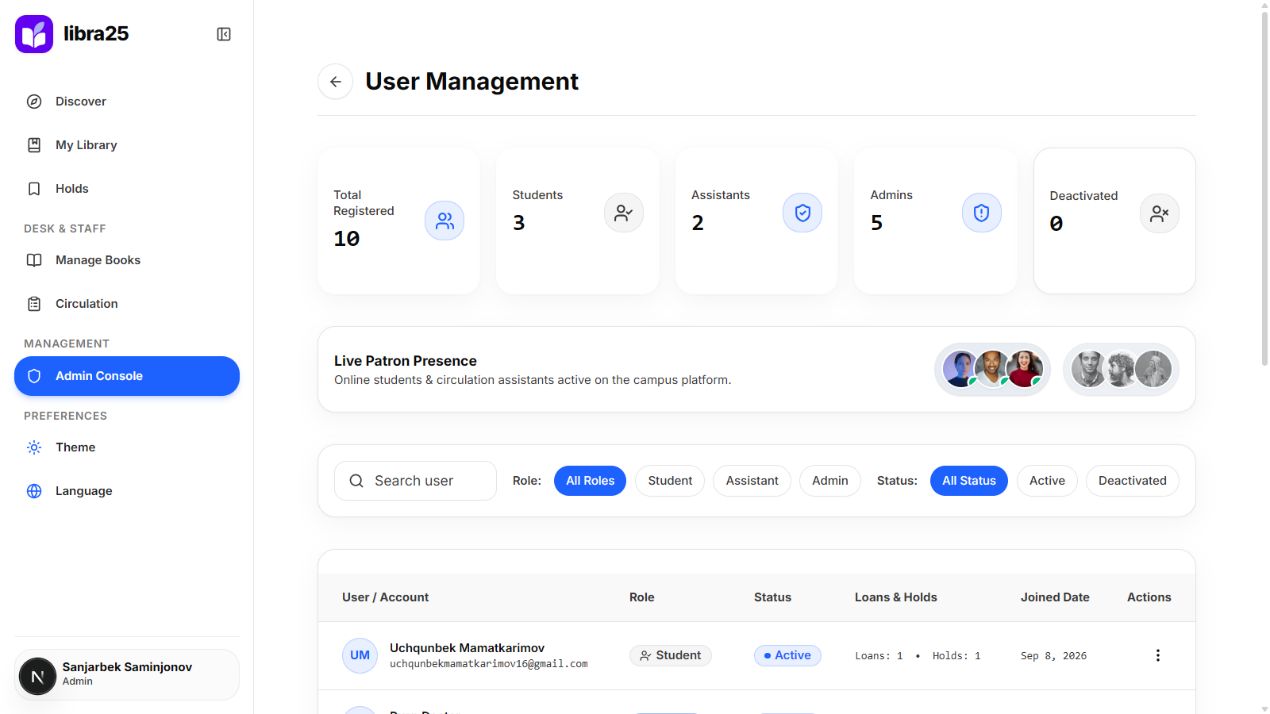 libra25
Discover
My Library
Holds
DESK & STAFF
Manage Books
Circulation
MANAGEMENT
Admin Console
PREFERENCES
Theme
Language
N
Sanjarbek Saminjonov
Admin
User Management
Total
Registered
10
Students
3
Assistants
2
Admins
5
Deactivated
0
Live Patron Presence
Online students & circulation assistants active on the campus platform.
Search user
Role: All Roles Student Assistant Admin Status: All Status Active Deactivated
User / Account Role Status Loans & Holds Joined Date Actions
UM
Uchqunbek Mamatkarimov
uchqunbekmamatkarimov16@gmail.com
Student
Active
Loans: 1 • Holds: 1
Sep 8, 2026